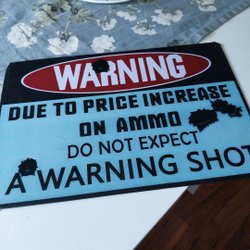 WARNING
DUE TO PRICE INCREASE
ON AMMO
DO NOT EXPECT
A WARNING SHOT